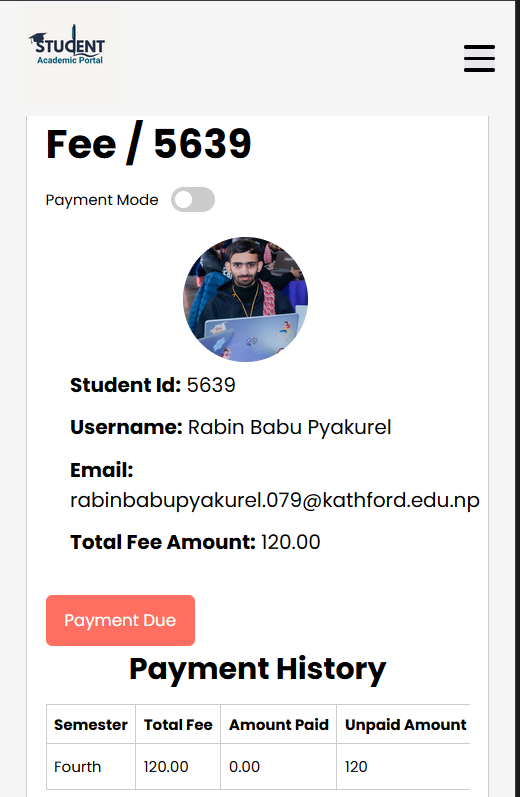 STUDENT
Academic Portal
Fee / 5639
Payment Mode
Student Id: 5639
Username: Rabin Babu Pyakurel
Email:
rabinbabupyakurel.079@kathford.edu.np
Total Fee Amount: 120.00
Payment Due
Payment History
Semester Total Fee Amount Paid Unpaid Amount
Fourth 120.00 0.00 120